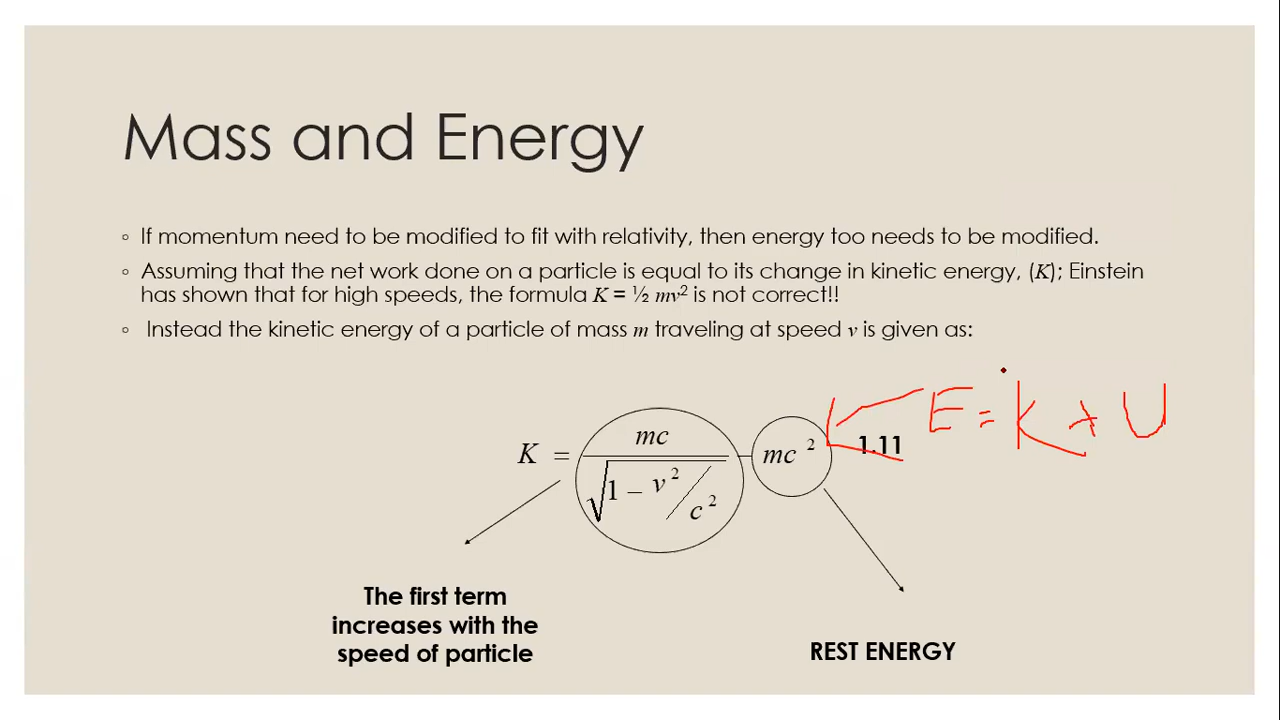 Mass and Energy
◦ If momentum need to be modified to fit with relativity, then energy too needs to be modified.
◦ Assuming that the net work done on a particle is equal to its change in kinetic energy, (K); Einstein
has shown that for high speeds, the formula K = ½ mv² is not correct!!
◦ Instead the kinetic energy of a particle of mass m traveling at speed v is given as:
E = K + U
K = mc / √(1 − v²/c²) − mc² 1.11
The first term
increases with the
speed of particle
REST ENERGY